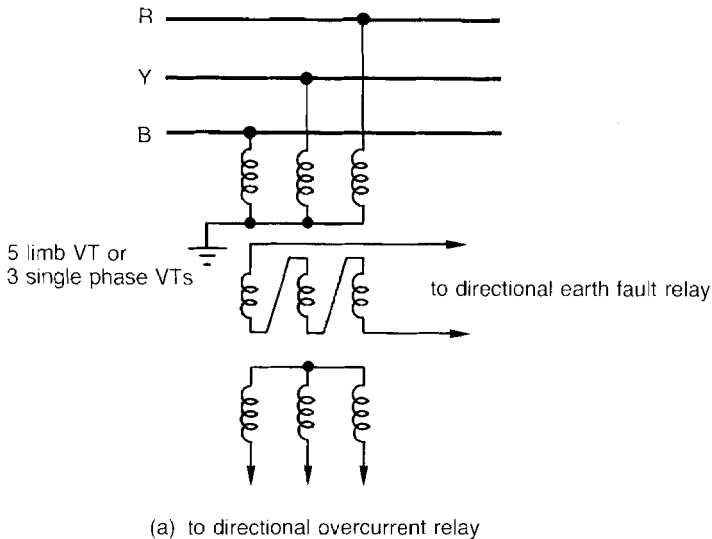 R
Y
B
5 limb VT or
3 single phase VTs
to directional earth fault relay
(a) to directional overcurrent relay